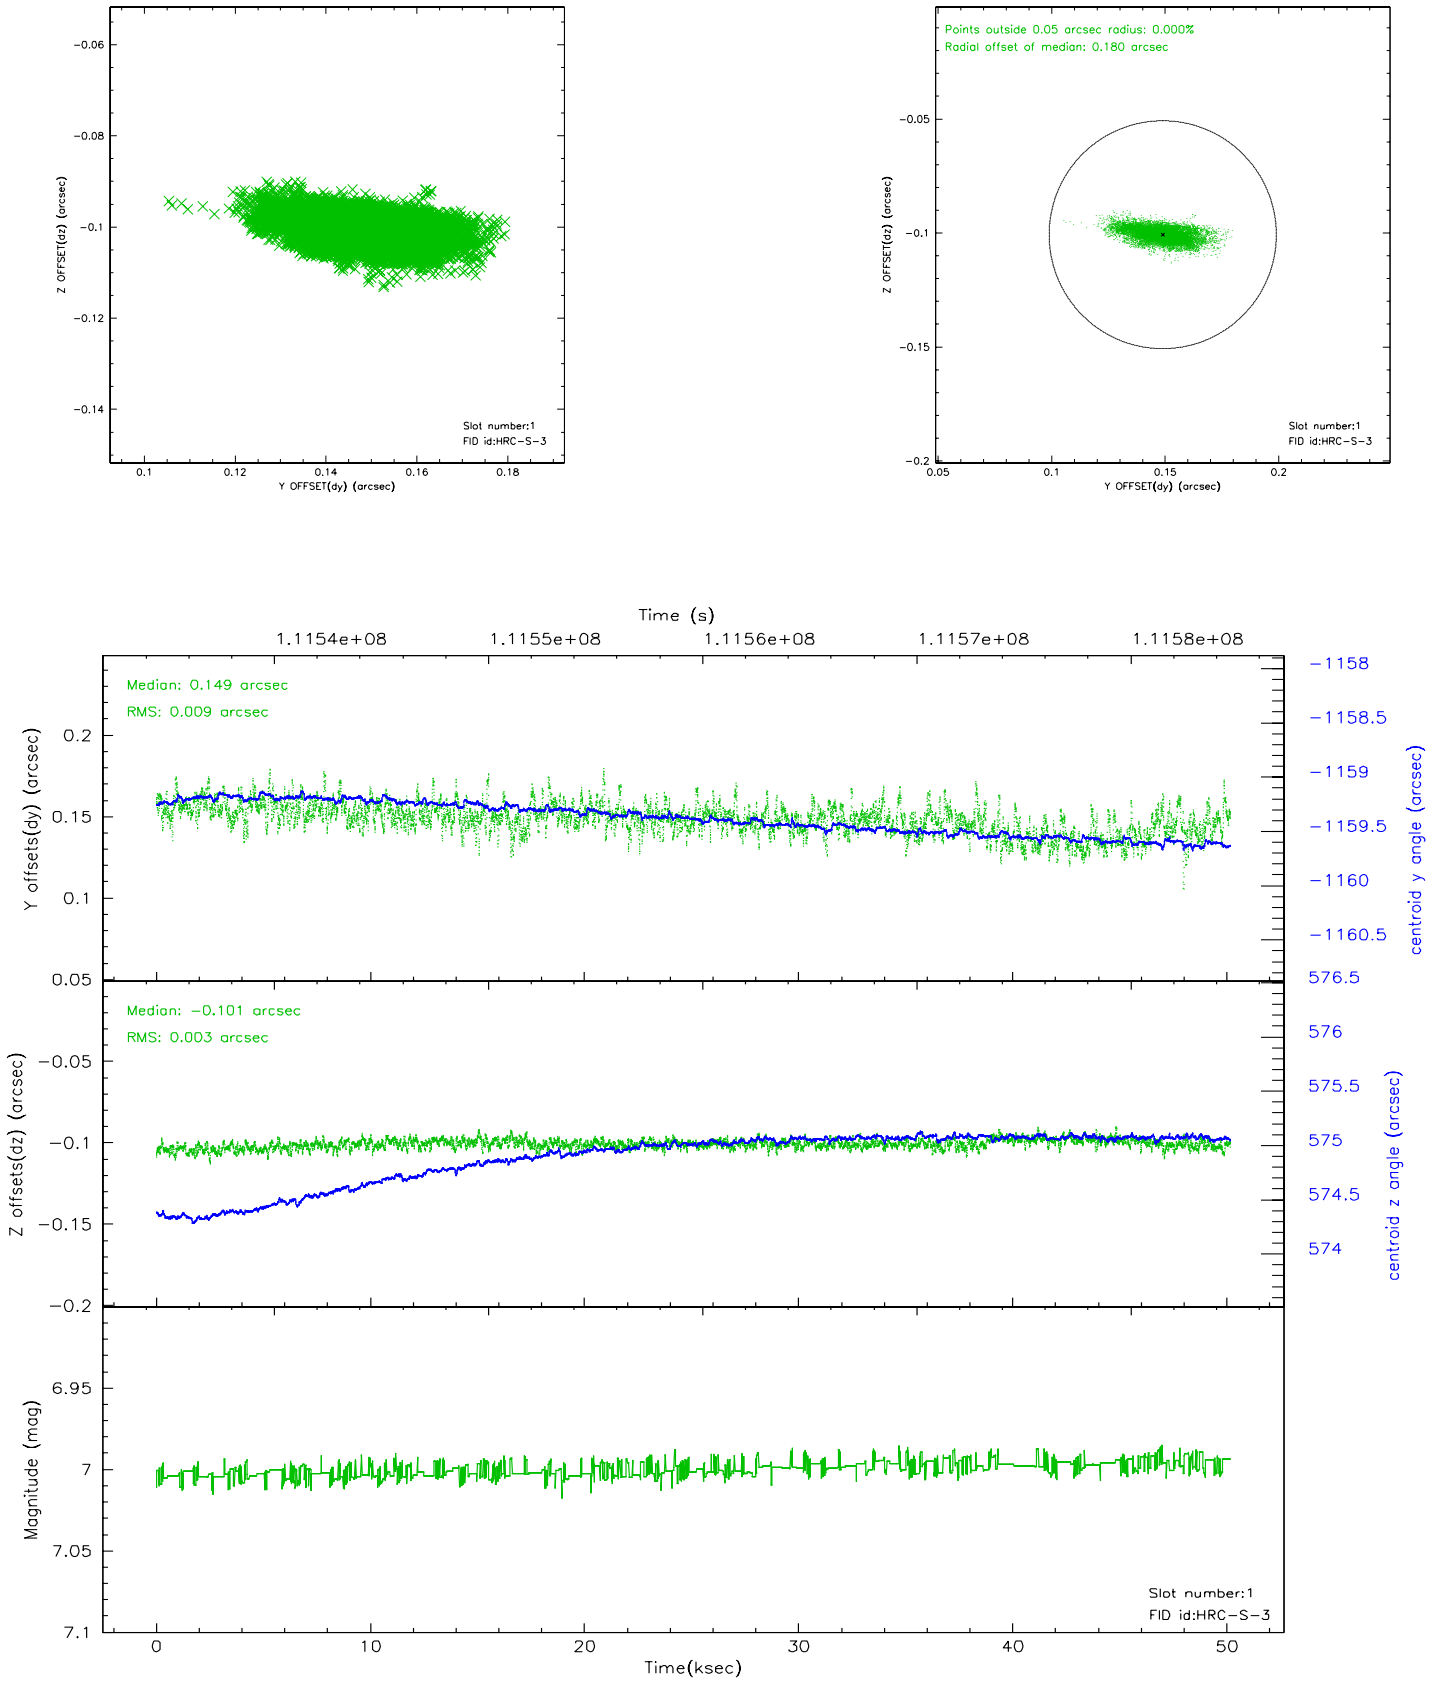 -0.06
-0.08
-0.1
-0.12
-0.14
Z OFFSET(dz) (arcsec)
Slot number:1
FID id:HRC-S-3
0.1 0.12 0.14 0.16 0.18
Y OFFSET(dy) (arcsec)
Points outside 0.05 arcsec radius: 0.000%
Radial offset of median: 0.180 arcsec
-0.05
-0.1
-0.15
-0.2
Z OFFSET(dz) (arcsec)
Slot number:1
FID id:HRC-S-3
0.05 0.1 0.15 0.2
Y OFFSET(dy) (arcsec)
Time (s)
1.1154e+08 1.1155e+08 1.1156e+08 1.1157e+08 1.1158e+08
Median: 0.149 arcsec
RMS: 0.009 arcsec
0.2
0.15
0.1
0.05
Y offsets(dy) (arcsec)
-1158
-1158.5
-1159
-1159.5
-1160
-1160.5
centroid y angle (arcsec)
Median: -0.101 arcsec
RMS: 0.003 arcsec
-0.05
-0.1
-0.15
-0.2
Z offsets(dz) (arcsec)
576.5
576
575.5
575
574.5
574
centroid z angle (arcsec)
6.95
7
7.05
7.1
Magnitude (mag)
Slot number:1
FID id:HRC-S-3
0 10 20 30 40 50
Time(ksec)